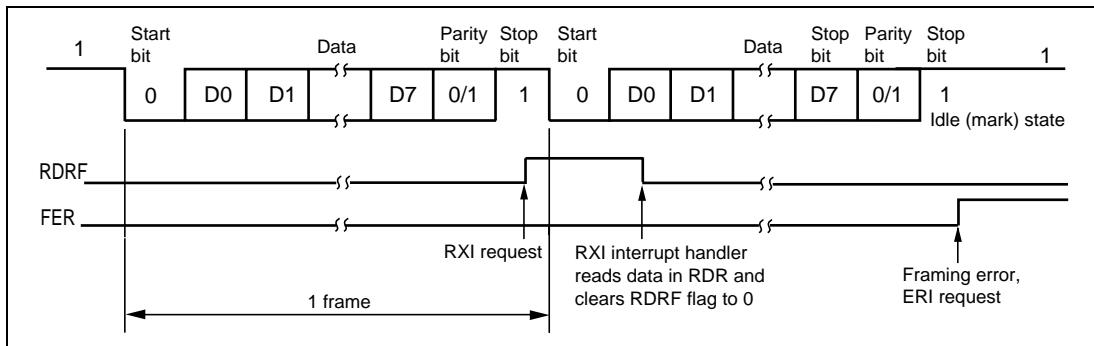 1
Start bit
Data
Parity bit
Stop bit
Start bit
Data
Stop bit
Parity bit
Stop bit
1
0
D0
D1
D7
0/1
1
0
D0
D1
D7
0/1
1
Idle (mark) state
RDRF
FER
RXI request
RXI interrupt handler
reads data in RDR and
clears RDRF flag to 0
Framing error,
ERI request
1 frame